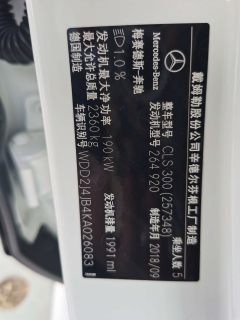 戴姆勒股份公司辛德尔芬根工厂制造
乘坐人数 5
梅赛德斯-奔驰 Mercedes-Benz
整车型号 CLS 300 (257348)
制造年月 2018/09
1.0 %
发动机型号 264 920
发动机最大净功率 190 kW
发动机排量 1991 ml
最大允许总质量 2360 kg
车辆识别号 WDD2J4JB4KA026083
德国制造